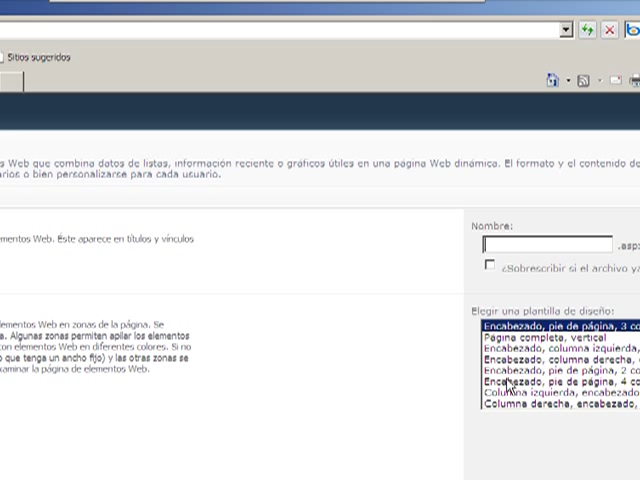 Sitios sugeridos
s Web que combina datos de listas, información reciente o gráficos útiles en una página Web dinámica. El formato y el contenido de
arios o bien personalizarse para cada usuario.
ementos Web. Este aparece en títulos y vínculos
Nombre:
.asp
¿Sobrescribir si el archivo ya
ementos Web en zonas de la página. Se
a. Algunas zonas permiten apilar los elementos
con elementos Web en diferentes colores. Si no
o que tenga un ancho fijo) y las otras zonas se
xaminar la página de elementos Web.
Elegir una plantilla de diseño:
Encabezado, pie de página, 3 co
Página completa, vertical
Encabezado, columna izquierda,
Encabezado, columna derecha,
Encabezado, pie de página, 2 co
Encabezado, pie de página, 4 co
Columna izquierda, encabezado
Columna derecha, encabezado,